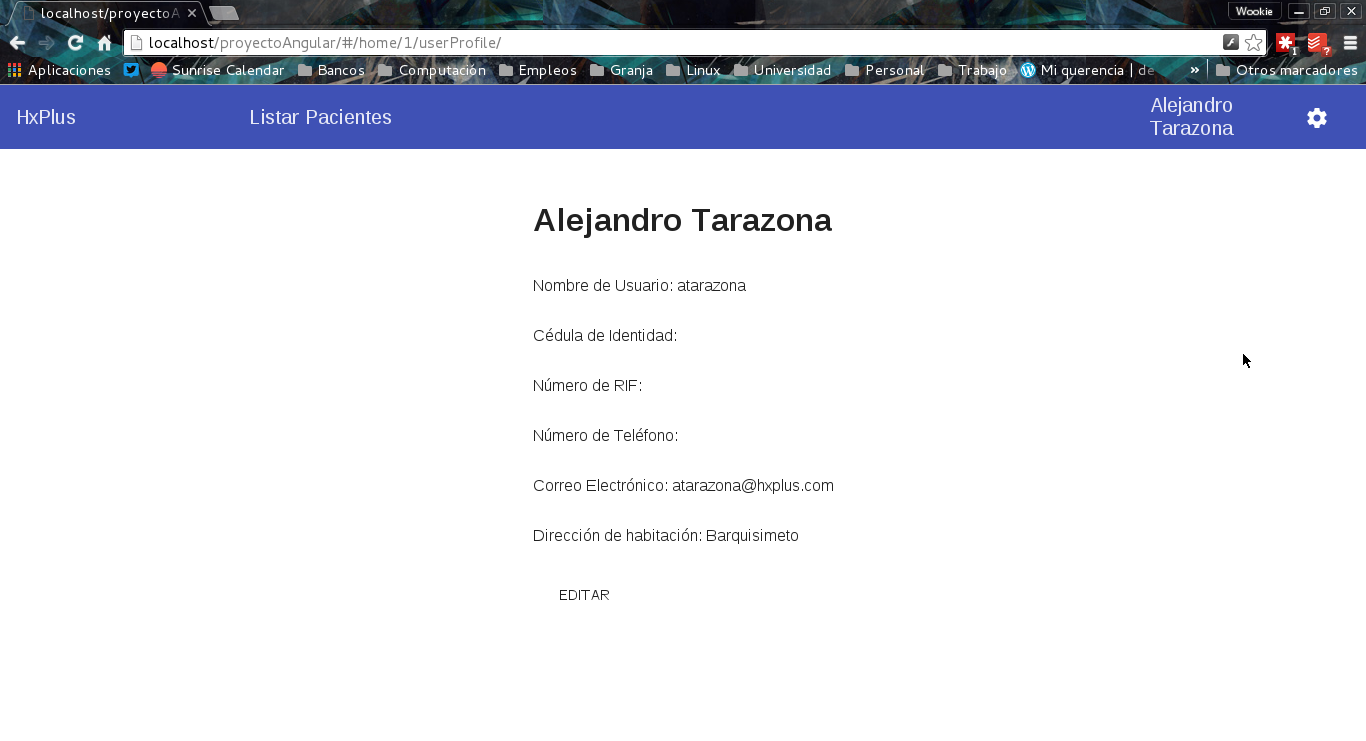 localhost/proyectoA
Wookie
localhost/proyectoAngular/#/home/1/userProfile/
1
?
Aplicaciones Sunrise Calendar Bancos Computación Empleos Granja Linux Universidad Personal Trabajo Mi querencia | de » Otros marcadores
HxPlus Listar Pacientes Alejandro
Tarazona
Alejandro Tarazona
Nombre de Usuario: atarazona
Cédula de Identidad:
Número de RIF:
Número de Teléfono:
Correo Electrónico: atarazona@hxplus.com
Dirección de habitación: Barquisimeto
EDITAR